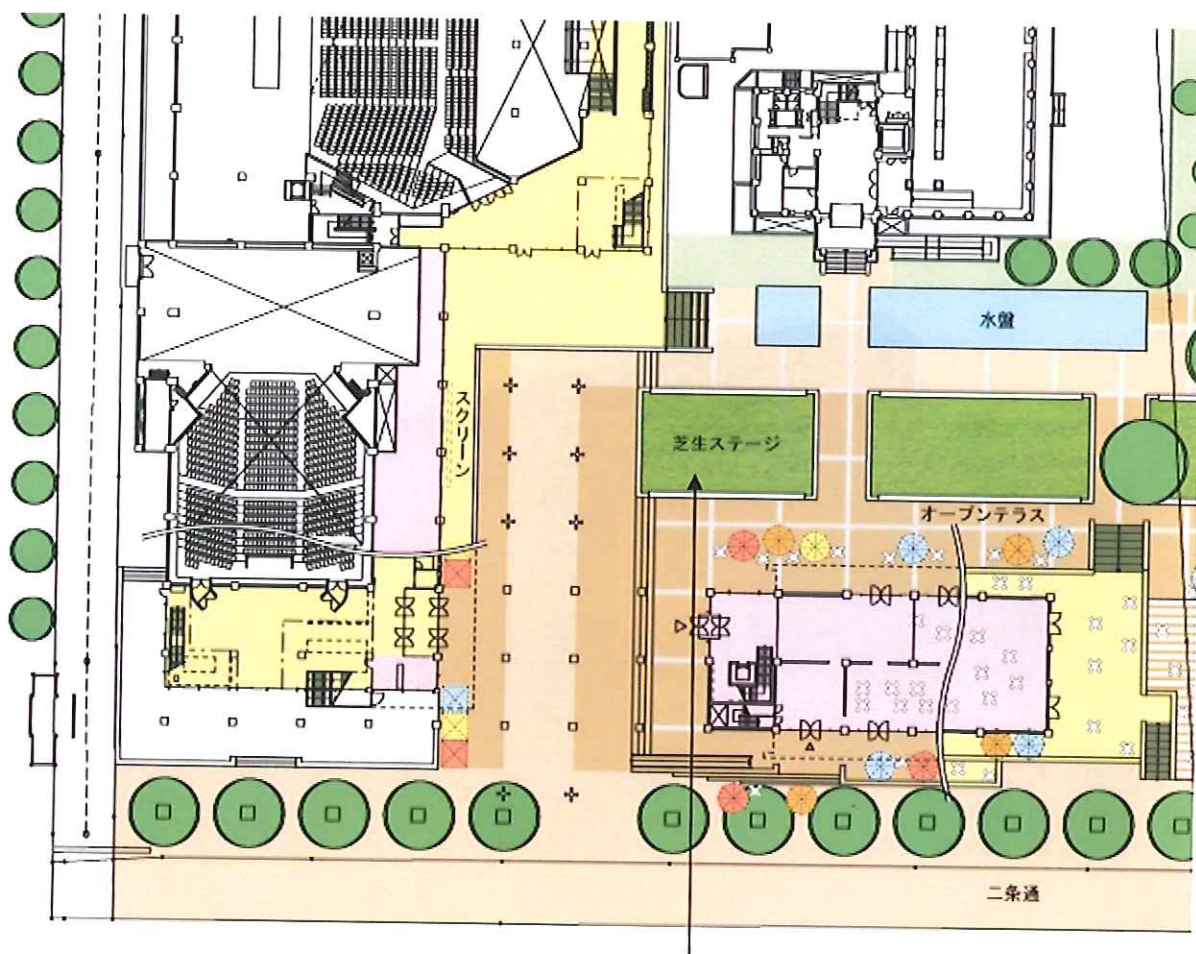 水盤
スクリーン
芝生ステージ
オープンテラス
二条通